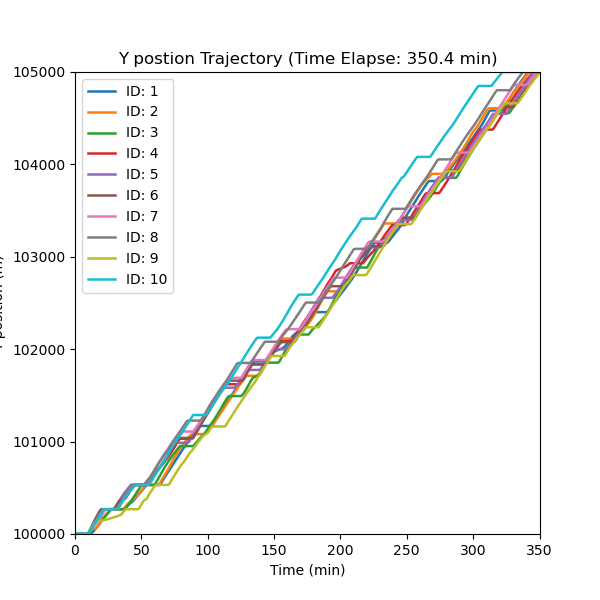 Y postion Trajectory (Time Elapse: 350.4 min)
105000
104000
103000
102000
101000
100000
ID: 1
ID: 2
ID: 3
ID: 4
ID: 5
ID: 6
ID: 7
ID: 8
ID: 9
ID: 10
0 50 100 150 200 250 300 350
Time (min)